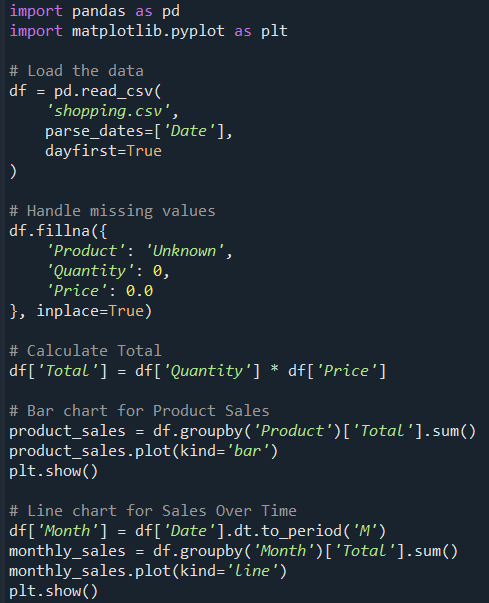 import pandas as pd
import matplotlib.pyplot as plt

# Load the data
df = pd.read_csv(
    'shopping.csv',
    parse_dates=['Date'],
    dayfirst=True
)

# Handle missing values
df.fillna({
    'Product': 'Unknown',
    'Quantity': 0,
    'Price': 0.0
}, inplace=True)

# Calculate Total
df['Total'] = df['Quantity'] * df['Price']

# Bar chart for Product Sales
product_sales = df.groupby('Product')['Total'].sum()
product_sales.plot(kind='bar')
plt.show()

# Line chart for Sales Over Time
df['Month'] = df['Date'].dt.to_period('M')
monthly_sales = df.groupby('Month')['Total'].sum()
monthly_sales.plot(kind='line')
plt.show()